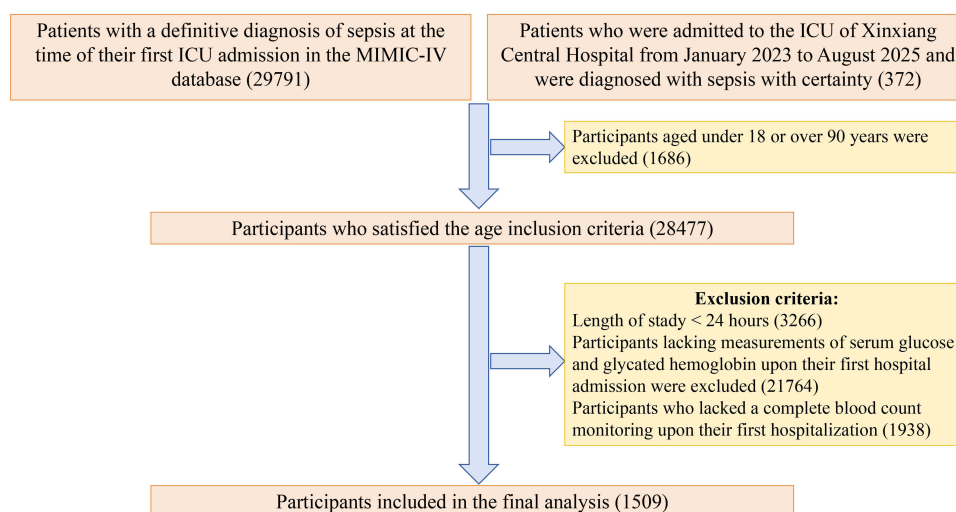 Patients with a definitive diagnosis of sepsis at the
time of their first ICU admission in the MIMIC-IV
database (29791)
Patients who were admitted to the ICU of Xinxiang
Central Hospital from January 2023 to August 2025 and
were diagnosed with sepsis with certainty (372)
Participants aged under 18 or over 90 years were
excluded (1686)
Participants who satisfied the age inclusion criteria (28477)
Exclusion criteria:
Length of stady < 24 hours (3266)
Participants lacking measurements of serum glucose
and glycated hemoglobin upon their first hospital
admission were excluded (21764)
Participants who lacked a complete blood count
monitoring upon their first hospitalization (1938)
Participants included in the final analysis (1509)